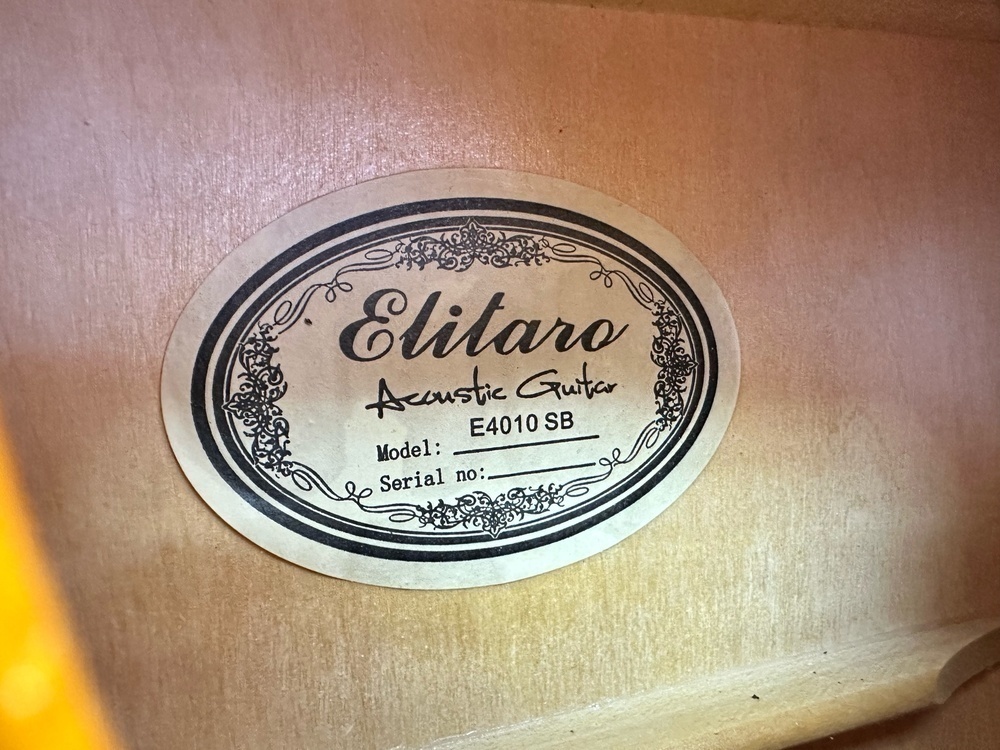 Elitaro
Acoustic Guitar
E4010 SB
Model:
Serial no: